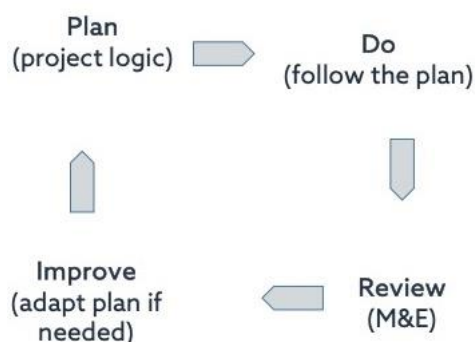 Plan
(project logic)
Do
(follow the plan)
Improve
(adapt plan if
needed)
Review
(M&E)